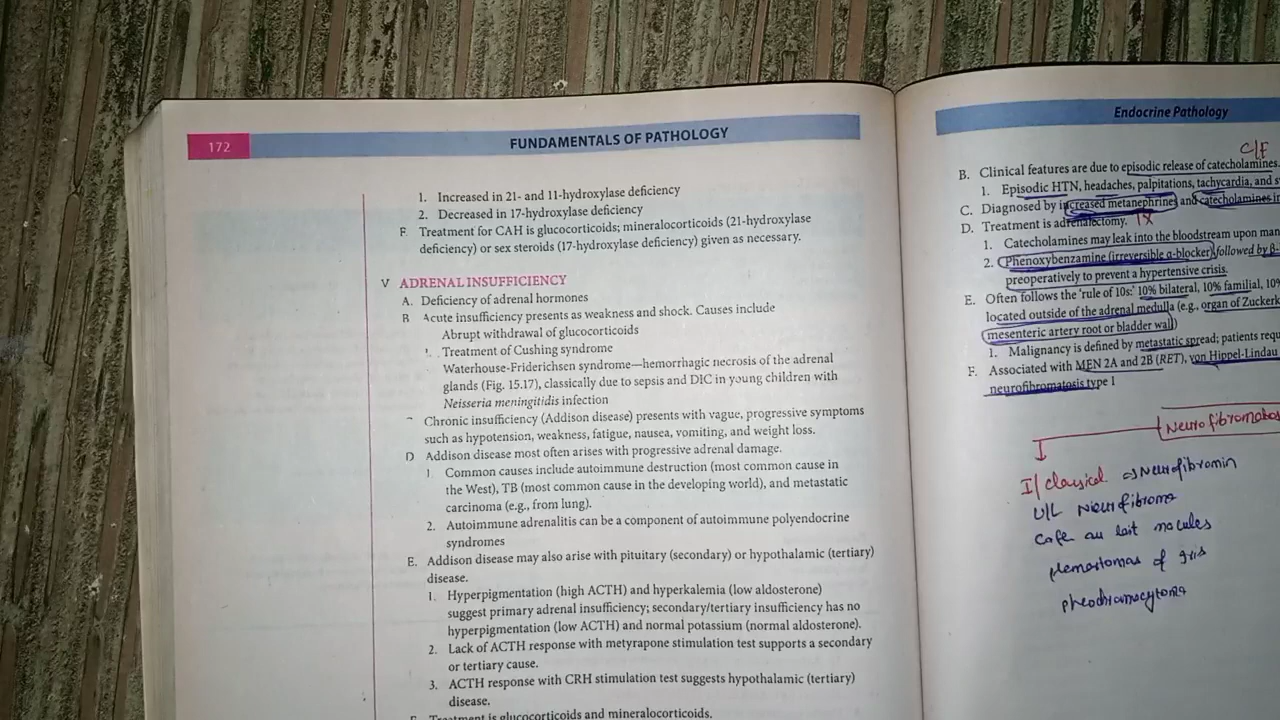 172
FUNDAMENTALS OF PATHOLOGY
1. Increased in 21- and 11-hydroxylase deficiency
2. Decreased in 17-hydroxylase deficiency
F. Treatment for CAH is glucocorticoids; mineralocorticoids (21-hydroxylase
deficiency) or sex steroids (17-hydroxylase deficiency) given as necessary.
V ADRENAL INSUFFICIENCY
A. Deficiency of adrenal hormones
B Acute insufficiency presents as weakness and shock. Causes include
Abrupt withdrawal of glucocorticoids
Treatment of Cushing syndrome
Waterhouse-Friderichsen syndrome—hemorrhagic necrosis of the adrenal
glands (Fig. 15.17), classically due to sepsis and DIC in young children with
Neisseria meningitidis infection
Chronic insufficiency (Addison disease) presents with vague, progressive symptoms
such as hypotension, weakness, fatigue, nausea, vomiting, and weight loss.
D Addison disease most often arises with progressive adrenal damage.
1 Common causes include autoimmune destruction (most common cause in
the West), TB (most common cause in the developing world), and metastatic
carcinoma (e.g., from lung).
2. Autoimmune adrenalitis can be a component of autoimmune polyendocrine
syndromes
E. Addison disease may also arise with pituitary (secondary) or hypothalamic (tertiary)
disease.
1. Hyperpigmentation (high ACTH) and hyperkalemia (low aldosterone)
suggest primary adrenal insufficiency; secondary/tertiary insufficiency has no
hyperpigmentation (low ACTH) and normal potassium (normal aldosterone).
2. Lack of ACTH response with metyrapone stimulation test supports a secondary
or tertiary cause.
3. ACTH response with CRH stimulation test suggests hypothalamic (tertiary)
disease.
F. Treatment is glucocorticoids and mineralocorticoids.
Endocrine Pathology
C/F
B. Clinical features are due to episodic release of catecholamines.
1. Episodic HTN, headaches, palpitations, tachycardia, and s
C. Diagnosed by increased metanephrines and catecholamines in
D. Treatment is adrenalectomy. Tx
1. Catecholamines may leak into the bloodstream upon man
2. Phenoxybenzamine (irreversible α-blocker) followed by β-
preoperatively to prevent a hypertensive crisis.
E. Often follows the 'rule of 10s:' 10% bilateral, 10% familial, 10%
located outside of the adrenal medulla (e.g., organ of Zuckerk
mesenteric artery root or bladder wall)
1. Malignancy is defined by metastatic spread; patients requ
F. Associated with MEN 2A and 2B (RET), von Hippel-Lindau
neurofibromatosis type 1
Neurofibromatos
I
I/classical ⇒ Neurofibromin
U/L Neurofibroma
Cafe au lait
of